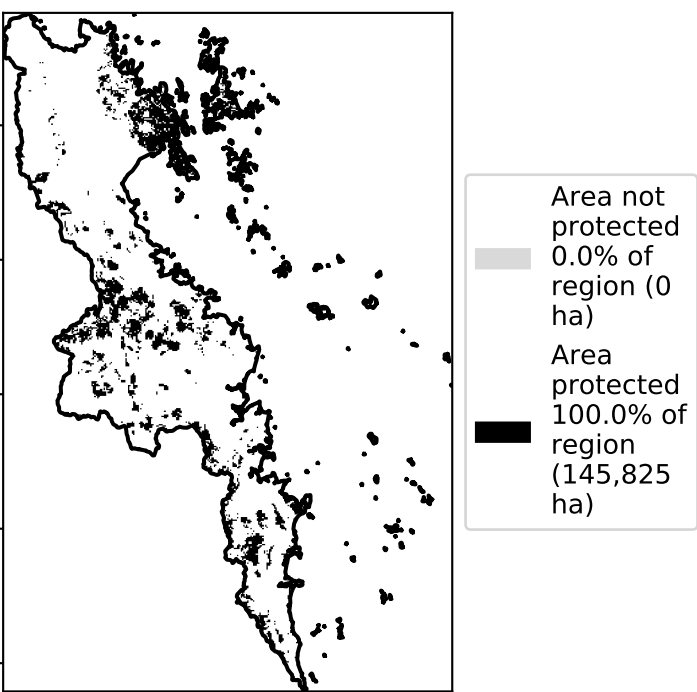 Area not
protected
0.0% of
region (0
ha)
Area
protected
100.0% of
region
(145,825
ha)